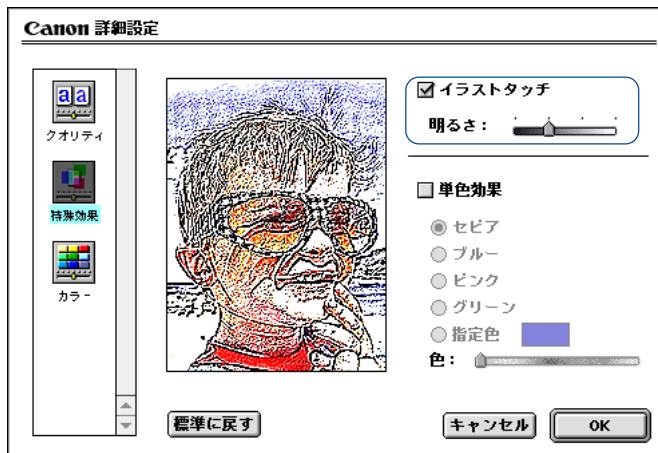 Canon 詳細設定
aa
クオリティ
特殊効果
カラー
イラストタッチ
明るさ：
単色効果
セピア
ブルー
ピンク
グリーン
指定色
色：
標準に戻す
キャンセル
OK